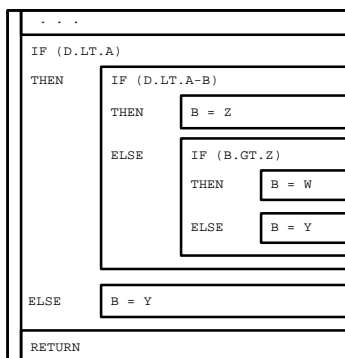 . . .
IF (D.LT.A)
THEN IF (D.LT.A-B)
THEN B = Z
ELSE IF (B.GT.Z)
THEN B = W
ELSE B = Y
ELSE B = Y
RETURN